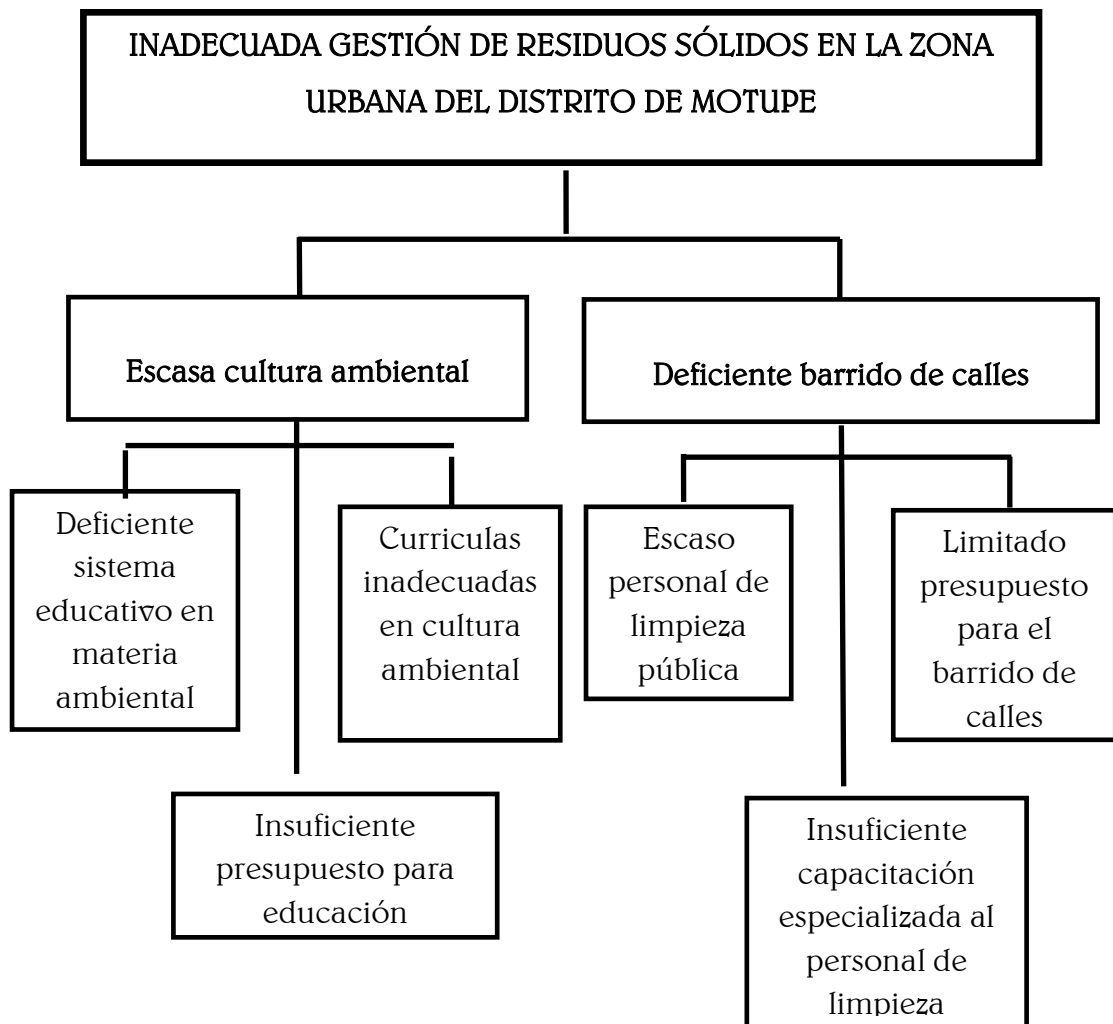 INADECUADA GESTIÓN DE RESIDUOS SÓLIDOS EN LA ZONA
URBANA DEL DISTRITO DE MOTUPE
Escasa cultura ambiental
Deficiente barrido de calles
Deficiente
sistema
educativo en
materia
ambiental
Curriculas
inadecuadas
en cultura
ambiental
Escaso
personal de
limpieza
pública
Limitado
presupuesto
para el
barrido de
calles
Insuficiente
presupuesto para
educación
Insuficiente
capacitación
especializada al
personal de
limpieza